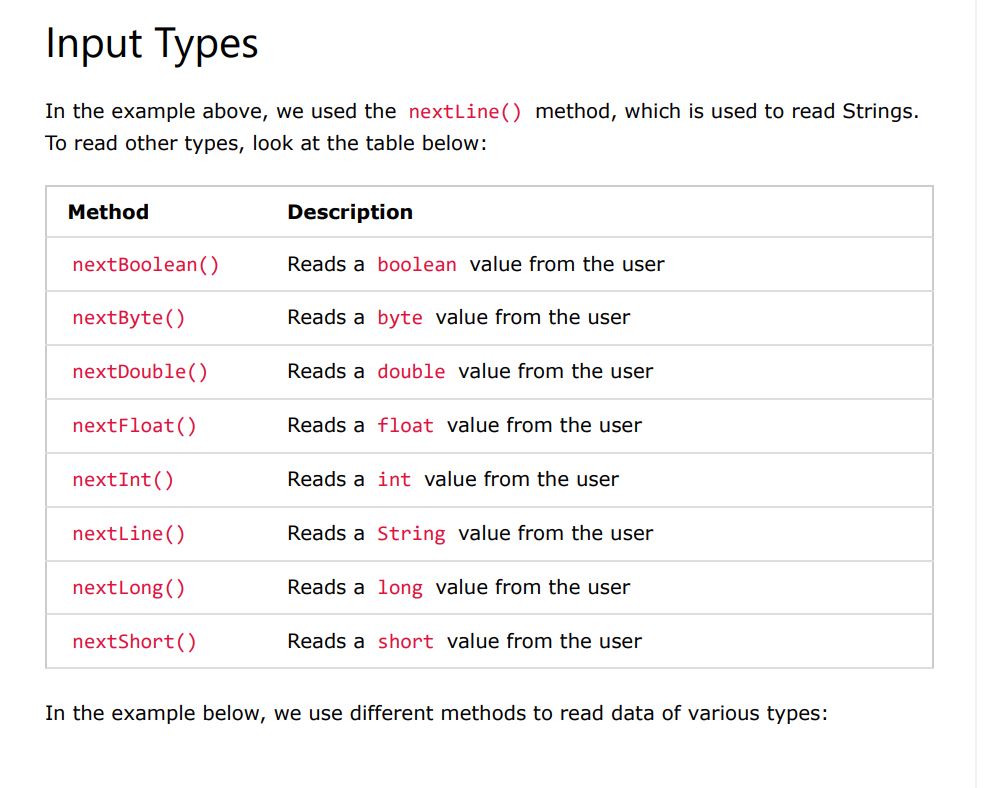 Input Types
In the example above, we used the nextLine() method, which is used to read Strings.
To read other types, look at the table below:
Method Description
nextBoolean() Reads a boolean value from the user
nextByte() Reads a byte value from the user
nextDouble() Reads a double value from the user
nextFloat() Reads a float value from the user
nextInt() Reads a int value from the user
nextLine() Reads a String value from the user
nextLong() Reads a long value from the user
nextShort() Reads a short value from the user
In the example below, we use different methods to read data of various types: